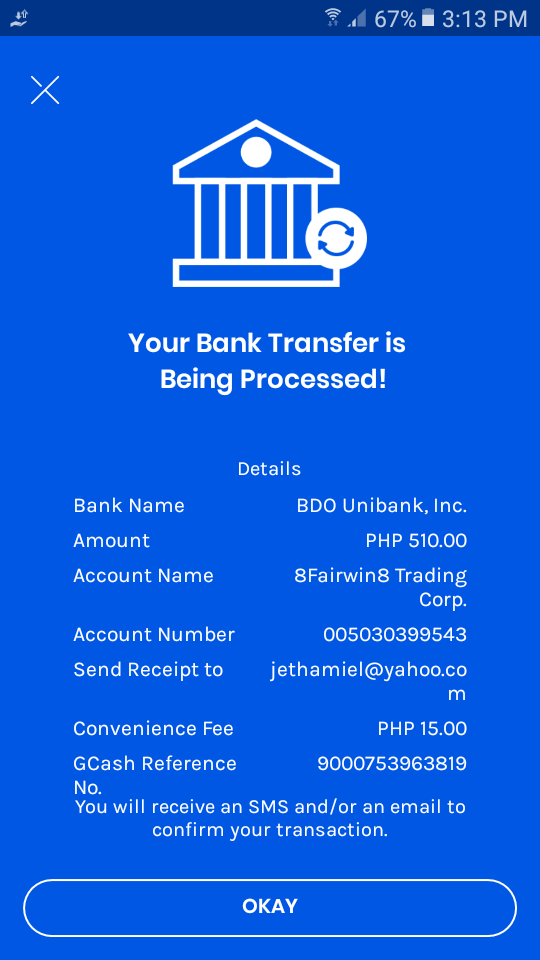 67% 3:13 PM
Your Bank Transfer is
Being Processed!
Details
Bank Name BDO Unibank, Inc.
Amount PHP 510.00
Account Name 8Fairwin8 Trading
Corp.
Account Number 005030399543
Send Receipt to jethamiel@yahoo.co
m
Convenience Fee PHP 15.00
GCash Reference 9000753963819
No.
You will receive an SMS and/or an email to
confirm your transaction.
OKAY